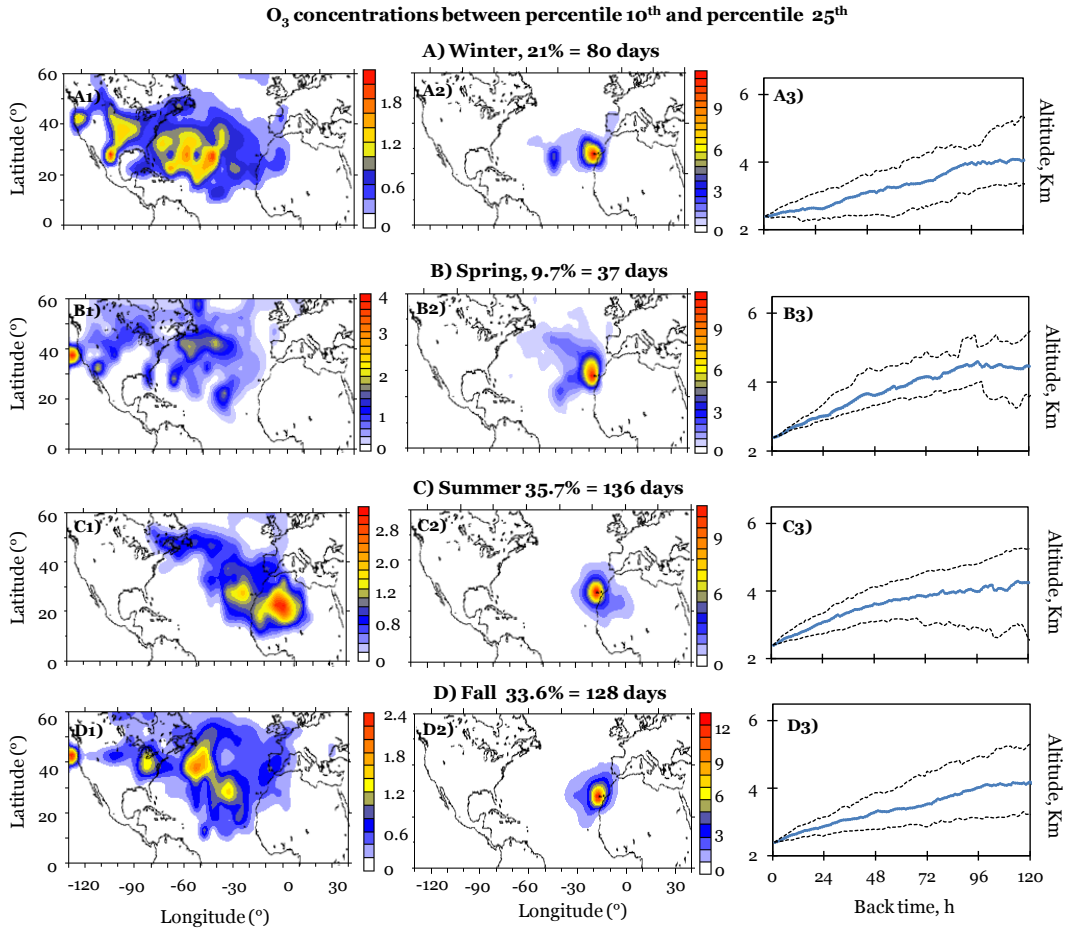 O3 concentrations between percentile 10th and percentile 25th
A) Winter, 21% = 80 days
A1)
A2)
A3)
Latitude (°)
60
40
20
0
1.8
1.2
0.6
0
9
6
3
0
6
4
2
Altitude, Km
B) Spring, 9.7% = 37 days
B1)
B2)
B3)
Latitude (°)
60
40
20
0
4
3
2
1
0
9
6
3
0
6
4
2
Altitude, Km
C) Summer 35.7% = 136 days
C1)
C2)
C3)
Latitude (°)
60
40
20
0
2.8
2.0
1.2
0.8
0
9
6
3
0
6
4
2
Altitude, Km
D) Fall 33.6% = 128 days
D1)
D2)
D3)
Latitude (°)
60
40
20
0
2.4
1.8
1.2
0.6
0
12
9
6
3
0
6
4
2
Altitude, Km
-120 -90 -60 -30 0 30
-120 -90 -60 -30 0 30
0 24 48 72 96 120
Longitude (°)
Longitude (°)
Back time, h